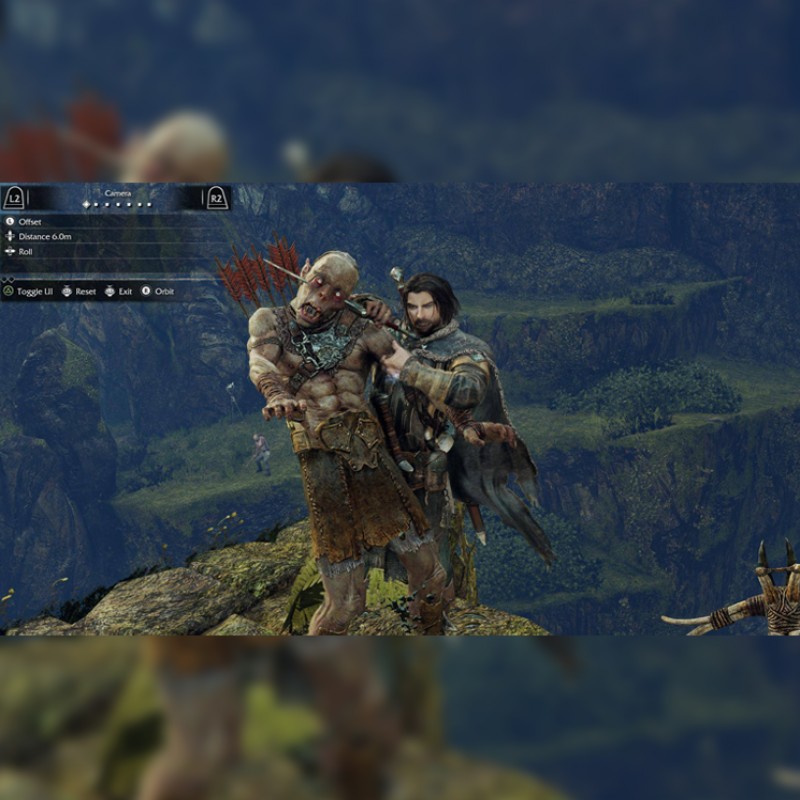 L2
Camera
R2
Offset
Distance 6.0m
Roll
Toggle UI Reset Exit Orbit